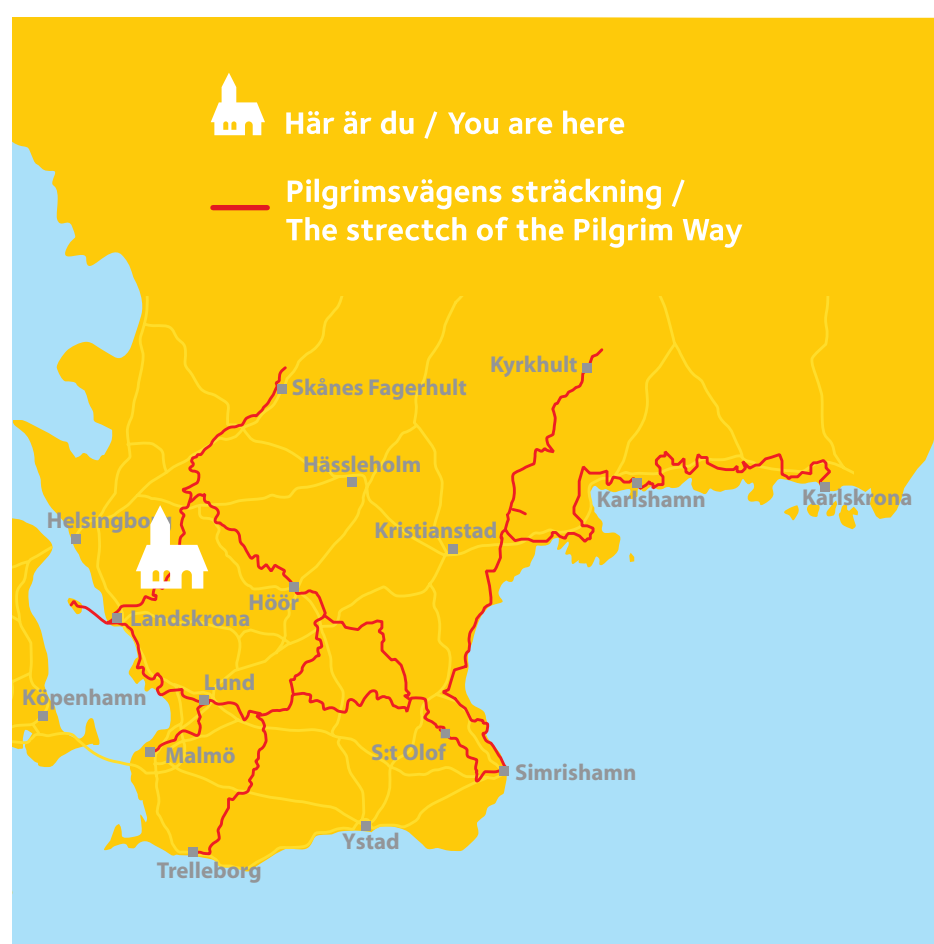 Här är du / You are here
Pilgrimsvägens sträckning /
The strectch of the Pilgrim Way
Kyrkhult
Skånes Fagerhult
Hässleholm
Karlshamn
Karlskrona
Helsingbo
Kristianstad
Höör
Landskrona
Lund
Köpenhamn
Malmö
S:t Olof
Simrishamn
Ystad
Trelleborg